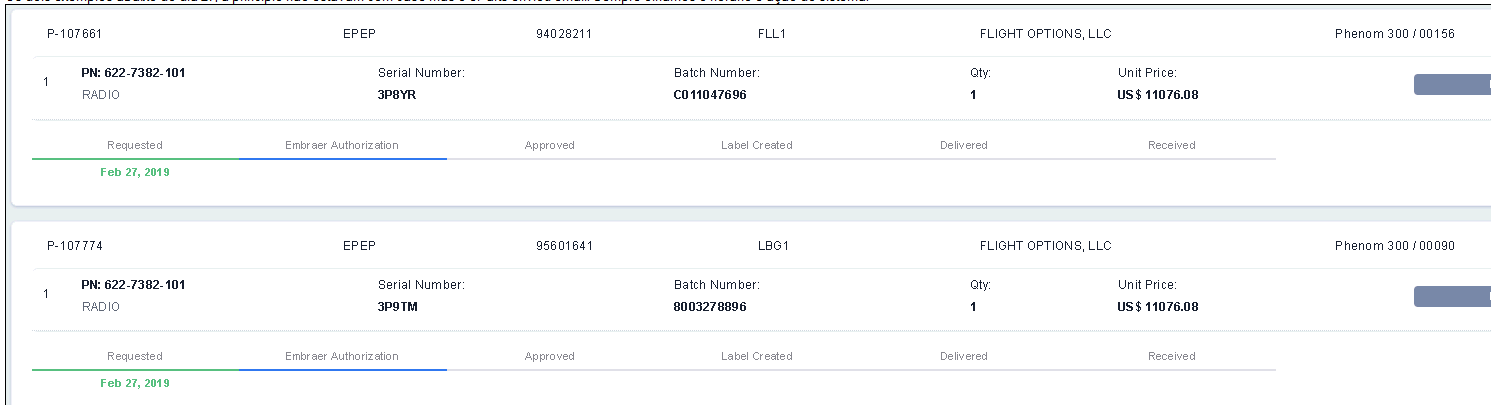 P-107661 EPEP 94028211 FLL1 FLIGHT OPTIONS, LLC Phenom 300 / 00156
1 PN: 622-7382-101 Serial Number: Batch Number: Qty: Unit Price:
RADIO 3P8YR C011047696 1 US$ 11076.08
Requested Embraer Authorization Approved Label Created Delivered Received
Feb 27, 2019
P-107774 EPEP 95601641 LBG1 FLIGHT OPTIONS, LLC Phenom 300 / 00090
1 PN: 622-7382-101 Serial Number: Batch Number: Qty: Unit Price:
RADIO 3P9TM 8003278896 1 US$ 11076.08
Requested Embraer Authorization Approved Label Created Delivered Received
Feb 27, 2019